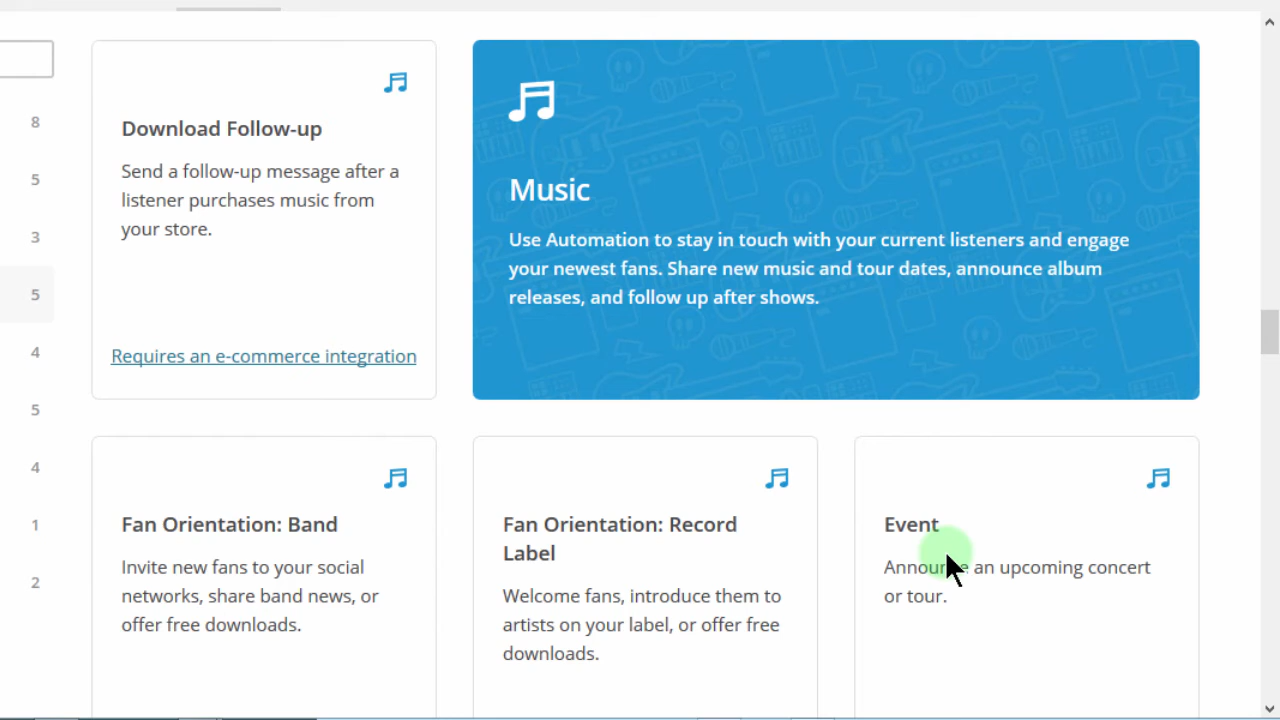 8
5
3
5
4
5
4
1
2
Download Follow-up
Send a follow-up message after a
listener purchases music from
your store.
Requires an e-commerce integration
Music
Use Automation to stay in touch with your current listeners and engage
your newest fans. Share new music and tour dates, announce album
releases, and follow up after shows.
Fan Orientation: Band
Invite new fans to your social
networks, share band news, or
offer free downloads.
Fan Orientation: Record
Label
Welcome fans, introduce them to
artists on your label, or offer free
downloads.
Event
Announce an upcoming concert
or tour.